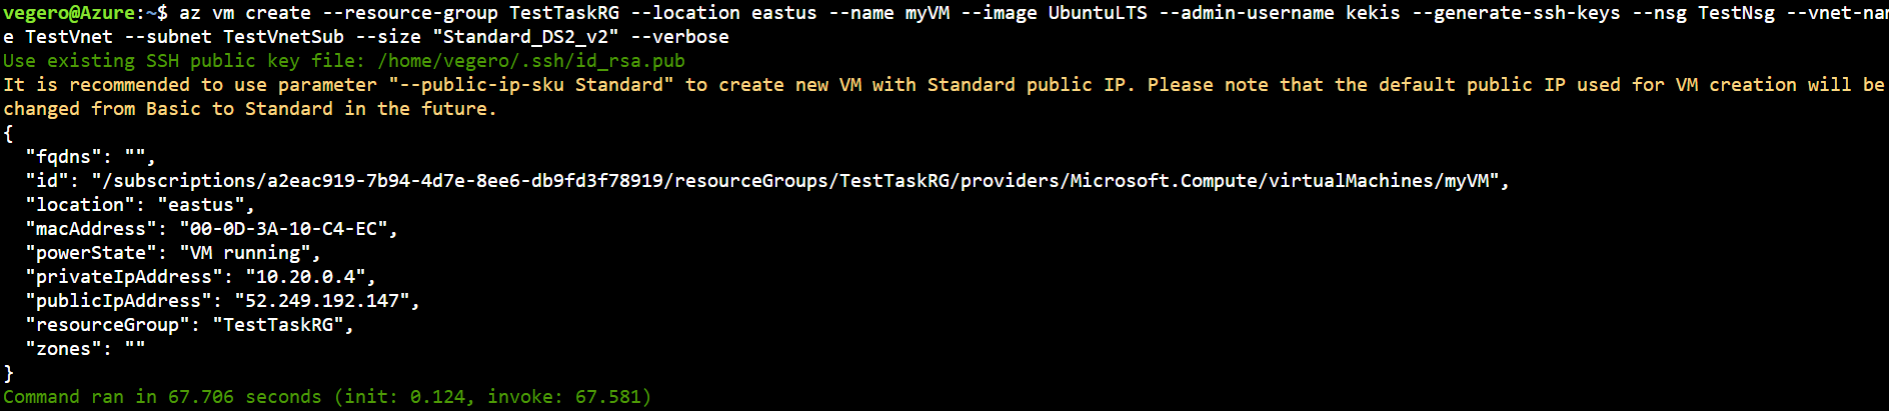 vegero@Azure:~$ az vm create --resource-group TestTaskRG --location eastus --name myVM --image UbuntuLTS --admin-username kekis --generate-ssh-keys --nsg TestNsg --vnet-nam
e TestVnet --subnet TestVnetSub --size "Standard_DS2_v2" --verbose
Use existing SSH public key file: /home/vegero/.ssh/id_rsa.pub
It is recommended to use parameter "--public-ip-sku Standard" to create new VM with Standard public IP. Please note that the default public IP used for VM creation will be
changed from Basic to Standard in the future.
{
  "fqdns": "",
  "id": "/subscriptions/a2eac919-7b94-4d7e-8ee6-db9fd3f78919/resourceGroups/TestTaskRG/providers/Microsoft.Compute/virtualMachines/myVM",
  "location": "eastus",
  "macAddress": "00-0D-3A-10-C4-EC",
  "powerState": "VM running",
  "privateIpAddress": "10.20.0.4",
  "publicIpAddress": "52.249.192.147",
  "resourceGroup": "TestTaskRG",
  "zones": ""
}
Command ran in 67.706 seconds (init: 0.124, invoke: 67.581)